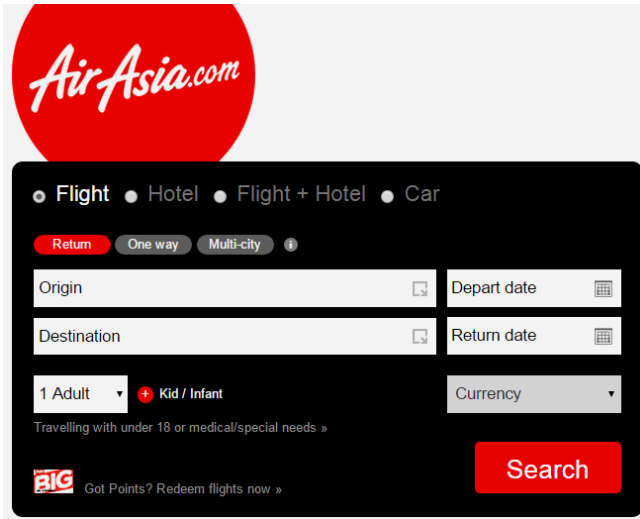 AirAsia.com
Flight Hotel Flight + Hotel Car
Return One way Multi-city i
Origin Depart date
Destination Return date
1 Adult + Kid / Infant Currency
Travelling with under 18 or medical/special needs »
Search
BIG Got Points? Redeem flights now »